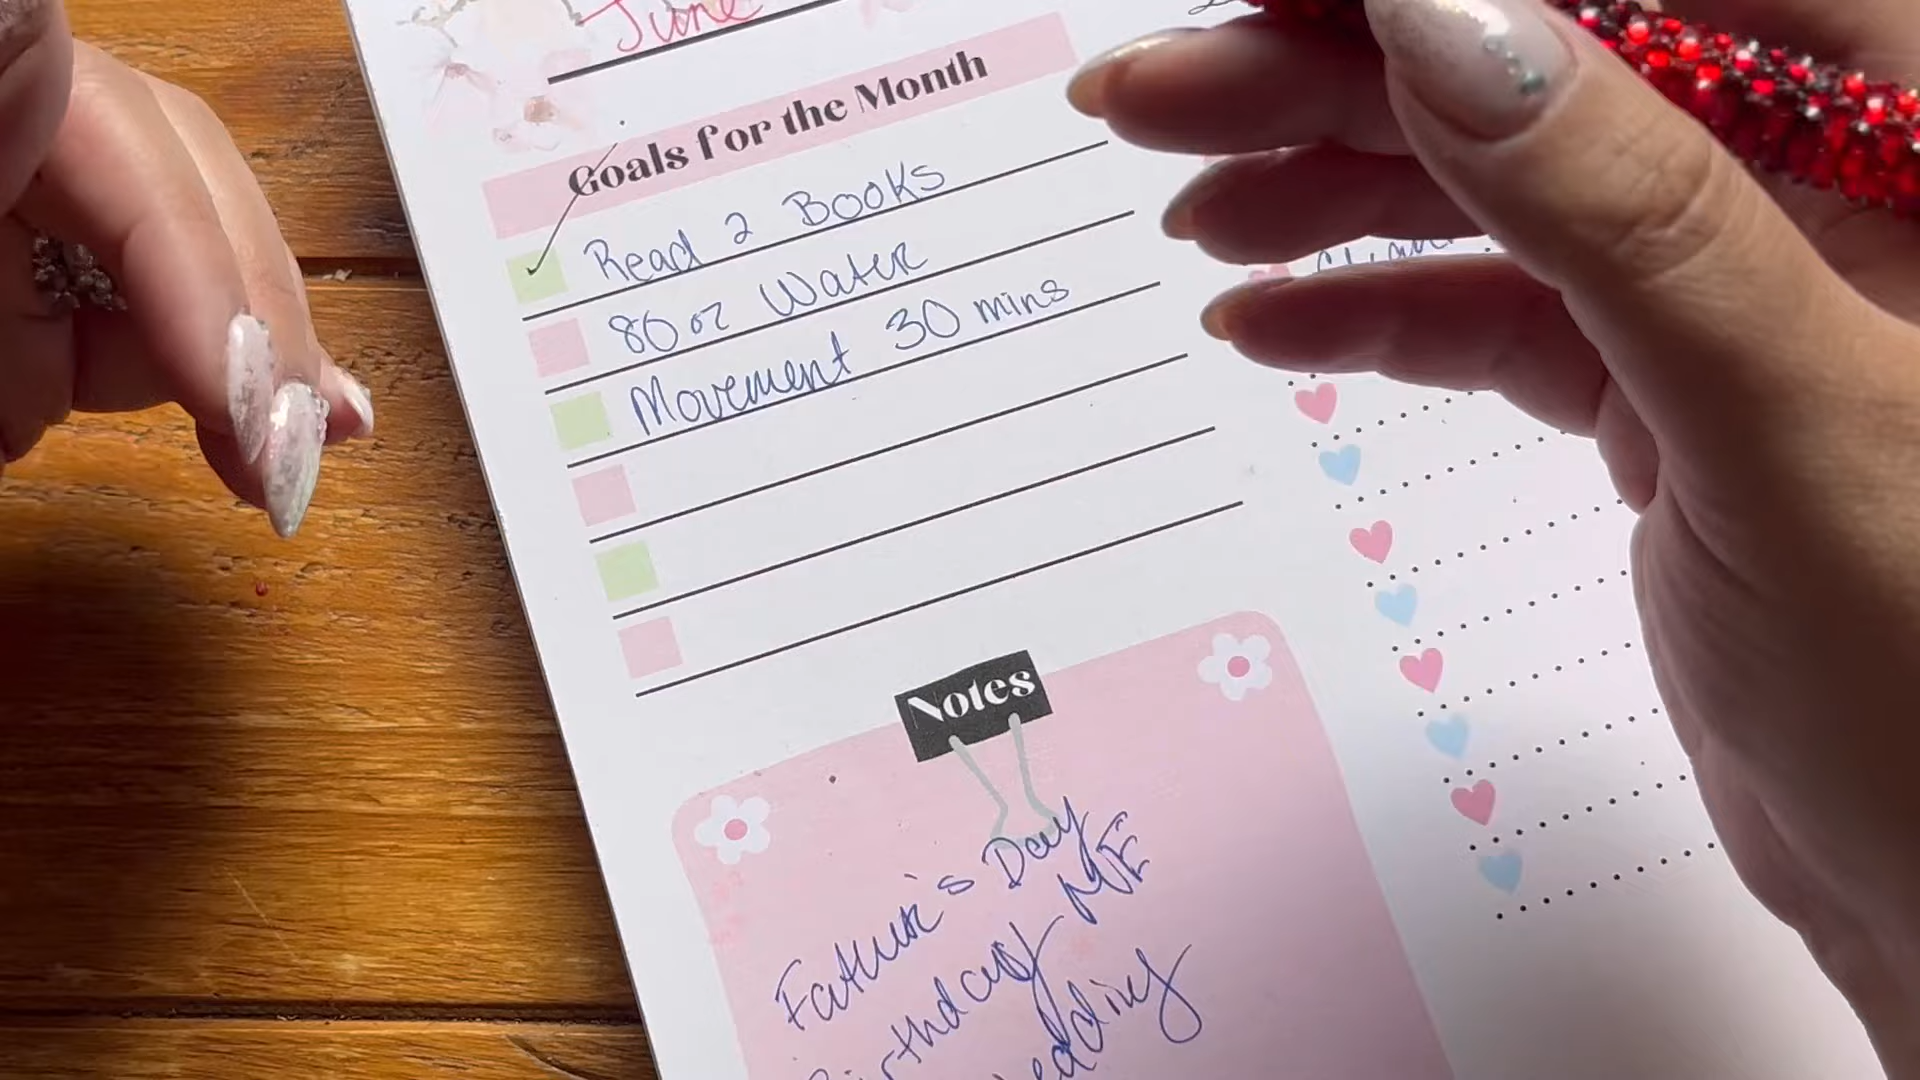 June
Goals for the Month
Read 2 Books
80 oz Water
Movement 30 mins
Notes
Father's Day
Birthday ME